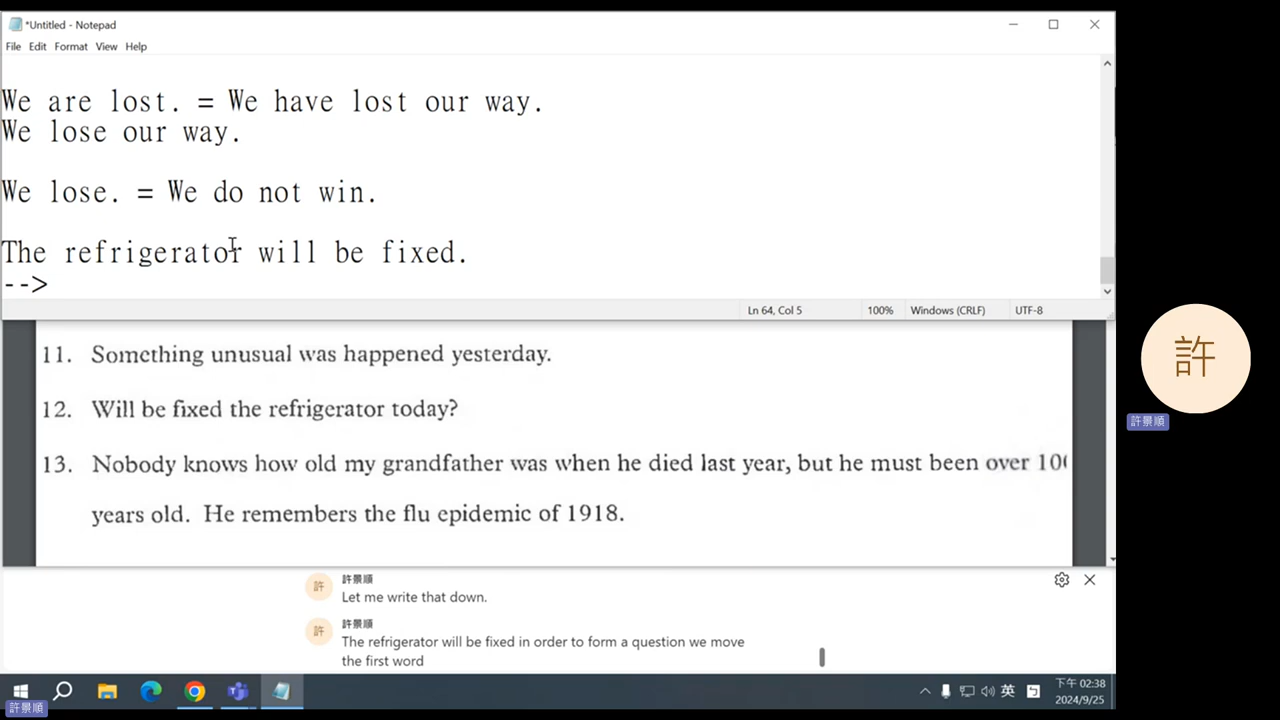 *Untitled - Notepad
File Edit Format View Help
We are lost. = We have lost our way.
We lose our way.
We lose. = We do not win.
The refrigerator will be fixed.
-->
Ln 64, Col 5 100% Windows (CRLF) UTF-8
11. Something unusual was happened yesterday.
12. Will be fixed the refrigerator today?
13. Nobody knows how old my grandfather was when he died last year, but he must been over 100
years old. He remembers the flu epidemic of 1918.
許
許景順
許 許景順
Let me write that down.
許 許景順
The refrigerator will be fixed in order to form a question we move
the first word
英
下午 02:38
2024/9/25
許景順